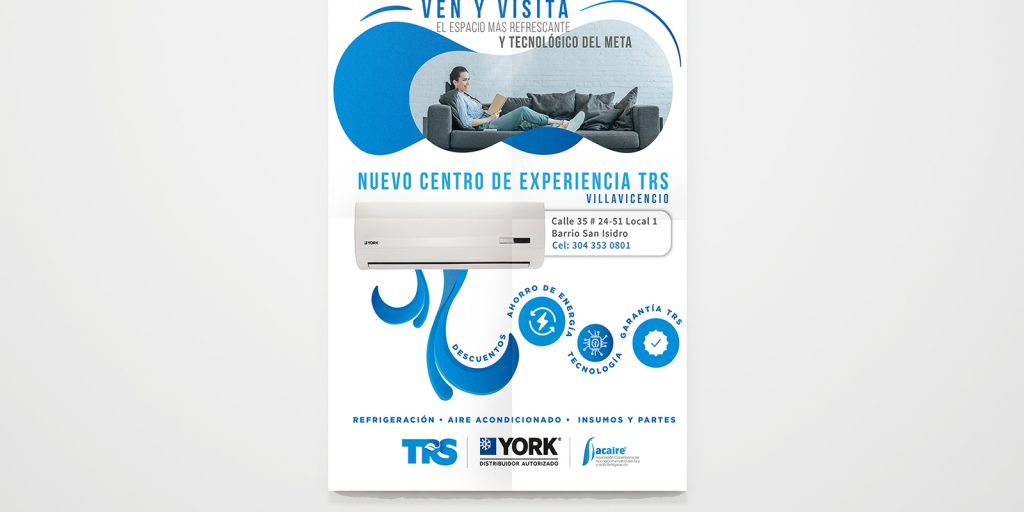 VEN Y VISITA
EL ESPACIO MÁS REFRESCANTE
Y TECNOLÓGICO DEL META
NUEVO CENTRO DE EXPERIENCIA TRS
VILLAVICENCIO
YORK
Calle 35 # 24-51 Local 1
Barrio San Isidro
Cel: 304 353 0801
DESCUENTOS
AHORRO DE ENERGÍA
TECNOLOGÍA
GARANTÍA TRS
REFRIGERACIÓN • AIRE ACONDICIONADO • INSUMOS Y PARTES
TRS
YORK®
DISTRIBUIDOR AUTORIZADO
acaire®